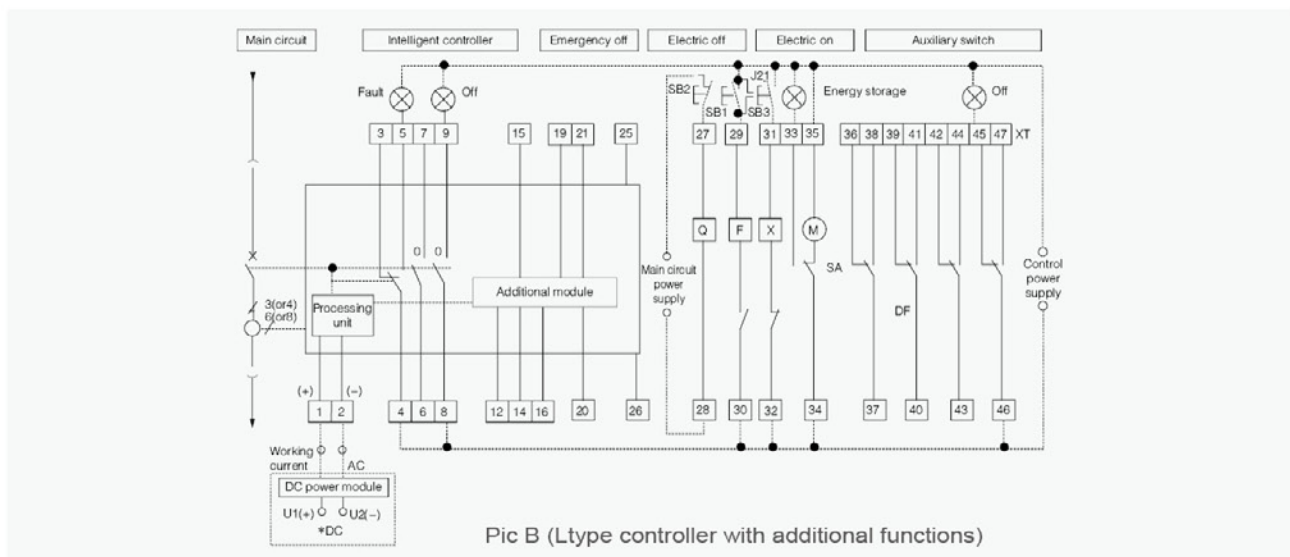 Main circuit
Intelligent controller
Emergency off
Electric off
Electric on
Auxiliary switch
Fault
Off
SB2
SB1
J21
SB3
Energy storage
Off
3 5 7 9
15
19 21
25
27
29
31 33 35
36 38 39 41 42 44 45 47 XT
0 0
Q
F
X
M
X
SA
Main circuit
power
supply
Control
power
supply
3(or4)
6(or8)
Processing
unit
Additional module
DF
(+) (−)
1 2
4 6 8
12 14 16
20
26
28
30
32
34
37
40
43
46
Working
current
AC
DC power module
U1(+) U2(−)
*DC
Pic B (Ltype controller with additional functions)